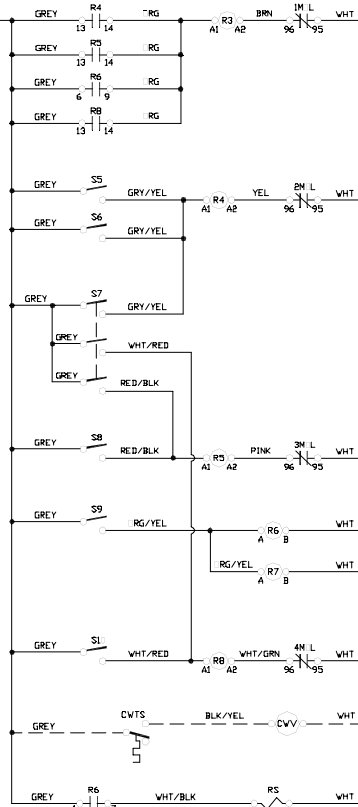 GREY R4 RG R3 BRN 1M L WHT
13 14 A1 A2 96 95
GREY R5 RG
13 14
GREY R6 RG
6 9
GREY R8 RG
13 14
GREY S5 GRY/YEL R4 YEL 2M L WHT
A1 A2 96 95
GREY S6 GRY/YEL
GREY S7 GRY/YEL
GREY WHT/RED
GREY RED/BLK
GREY S8 RED/BLK R5 PINK 3M L WHT
A1 A2 96 95
GREY S9 RG/YEL R6 WHT
A B
RG/YEL R7 WHT
A B
GREY S1 WHT/RED R8 WHT/GRN 4M L WHT
A1 A2 96 95
GREY CWTS BLK/YEL CWV WHT
GREY R6 WHT/BLK RS WHT